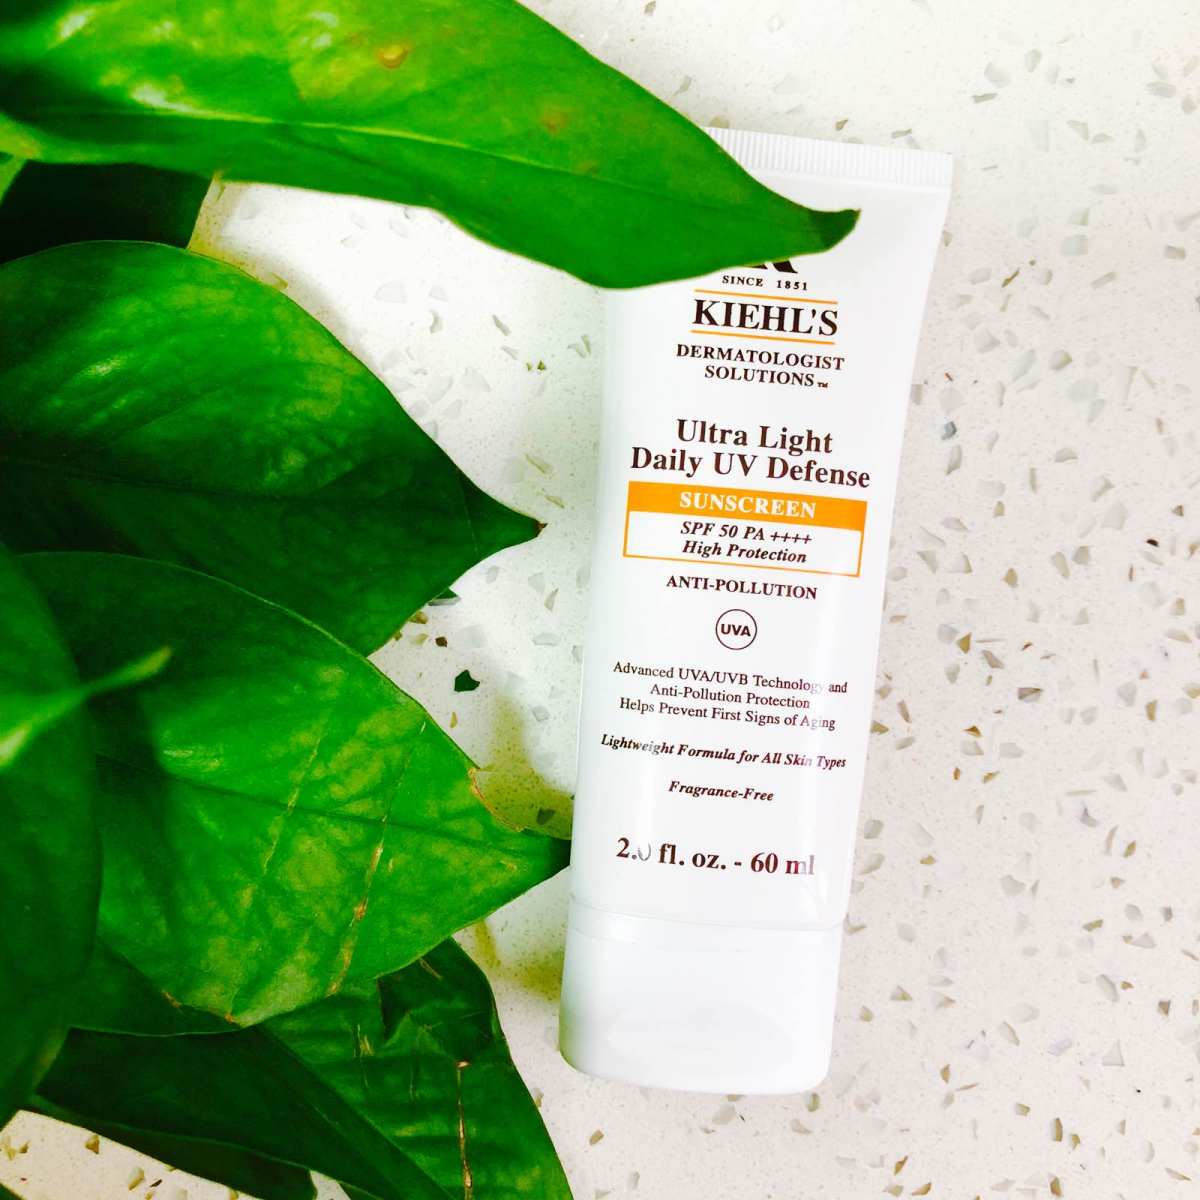 SINCE 1851
KIEHL'S
DERMATOLOGIST
SOLUTIONS™
Ultra Light
Daily UV Defense
SUNSCREEN
SPF 50 PA ++++
High Protection
ANTI-POLLUTION
UVA
Advanced UVA/UVB Technology and
Anti-Pollution Protection
Helps Prevent First Signs of Aging
Lightweight Formula for All Skin Types
Fragrance-Free
2.0 fl. oz. - 60 ml